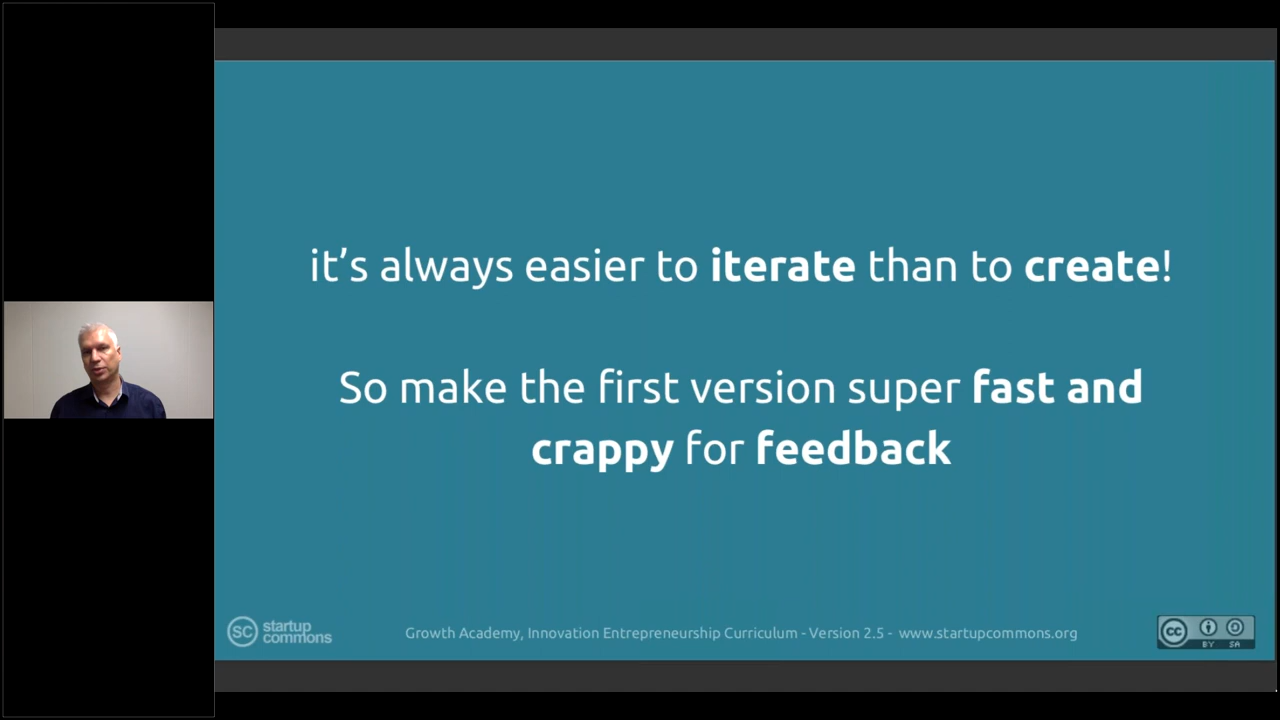 it's always easier to iterate than to create!
So make the first version super fast and
crappy for feedback
SC startup
commons
Growth Academy, Innovation Entrepreneurship Curriculum - Version 2.5 - www.startupcommons.org
cc
BY SA